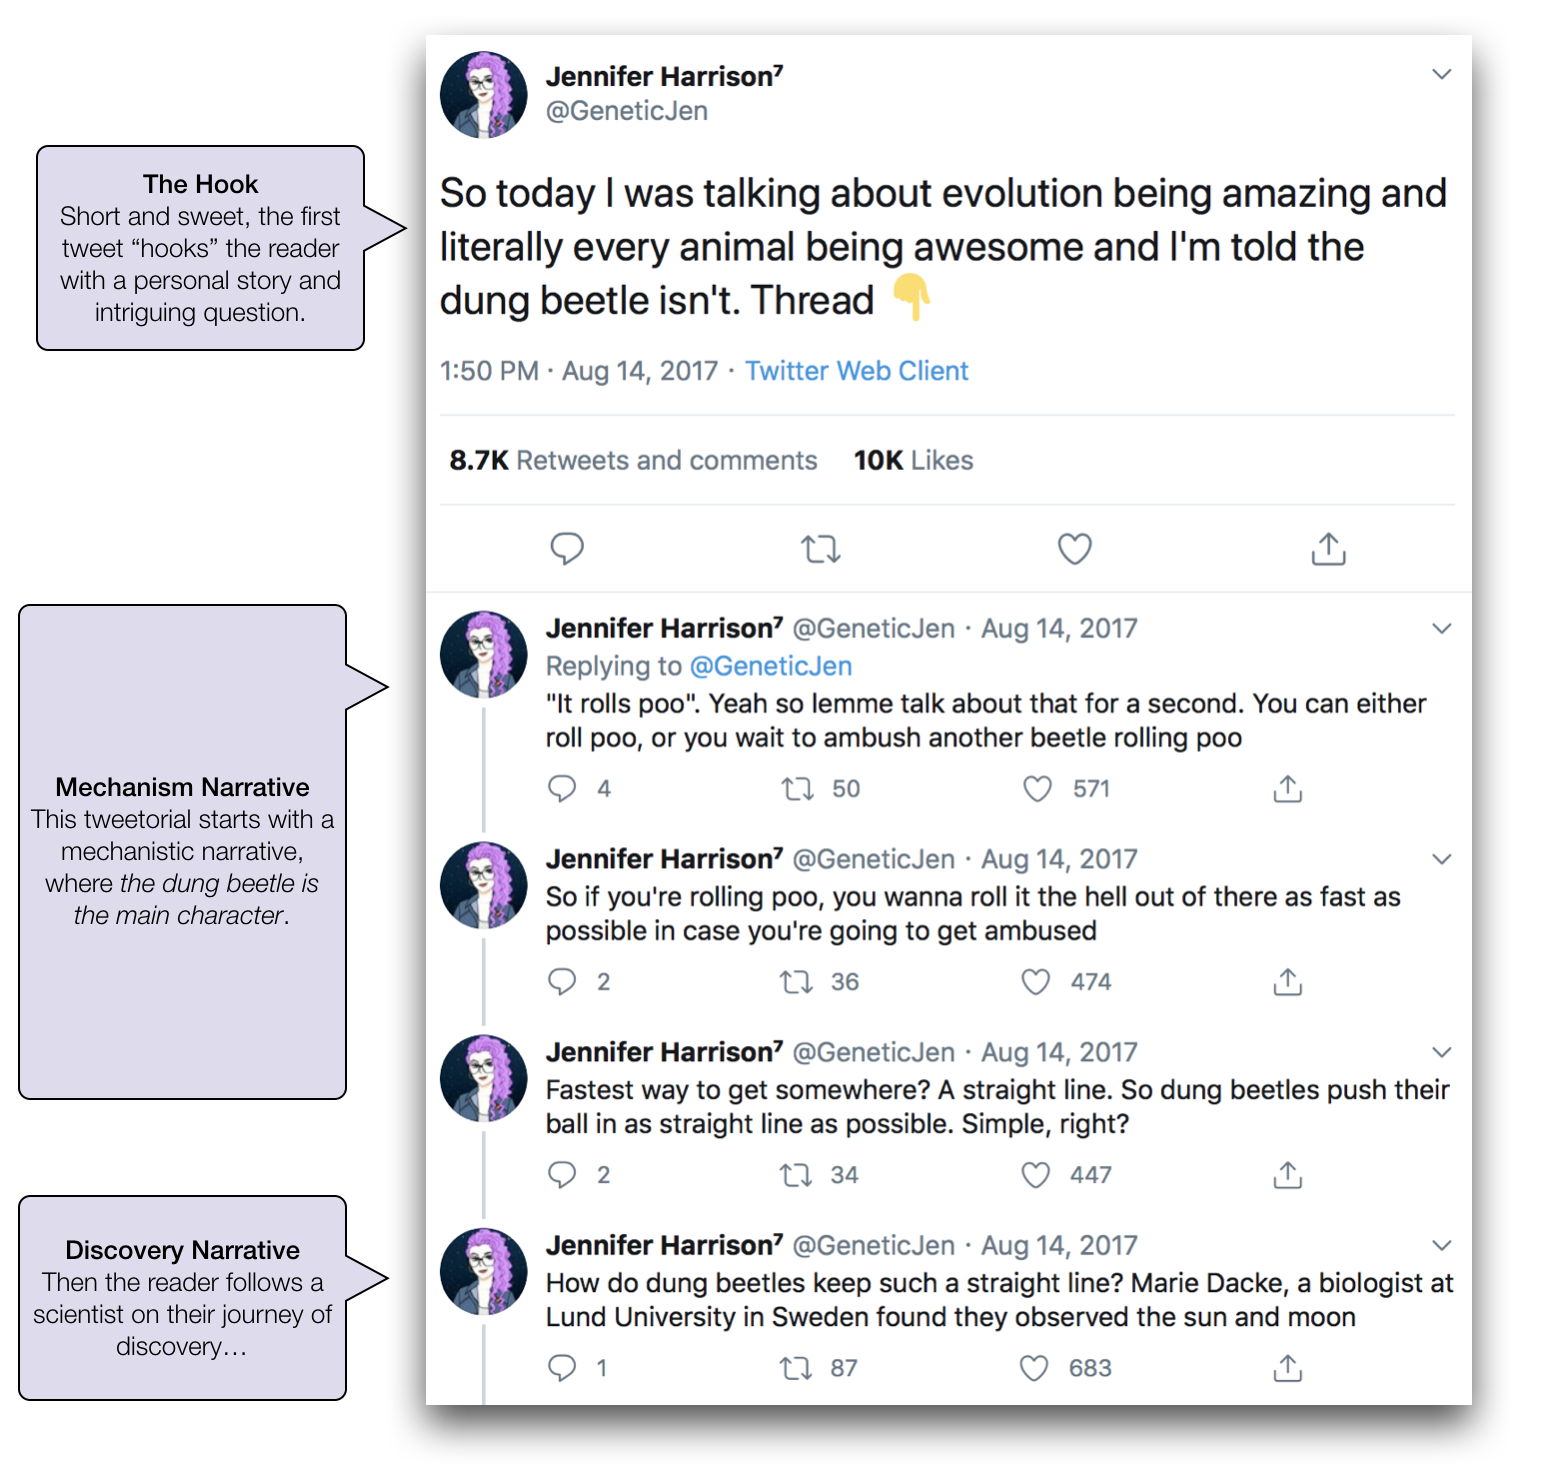 The Hook
Short and sweet, the first
tweet “hooks” the reader
with a personal story and
intriguing question.
Jennifer Harrison⁷
@GeneticJen
So today I was talking about evolution being amazing and
literally every animal being awesome and I'm told the
dung beetle isn't. Thread 👇
1:50 PM · Aug 14, 2017 · Twitter Web Client
8.7K Retweets and comments 10K Likes
Mechanism Narrative
This tweetorial starts with a
mechanistic narrative,
where the dung beetle is
the main character.
Jennifer Harrison⁷ @GeneticJen · Aug 14, 2017
Replying to @GeneticJen
"It rolls poo". Yeah so lemme talk about that for a second. You can either
roll poo, or you wait to ambush another beetle rolling poo
4 50 571
Jennifer Harrison⁷ @GeneticJen · Aug 14, 2017
So if you're rolling poo, you wanna roll it the hell out of there as fast as
possible in case you're going to get ambused
2 36 474
Jennifer Harrison⁷ @GeneticJen · Aug 14, 2017
Fastest way to get somewhere? A straight line. So dung beetles push their
ball in as straight line as possible. Simple, right?
2 34 447
Discovery Narrative
Then the reader follows a
scientist on their journey of
discovery…
Jennifer Harrison⁷ @GeneticJen · Aug 14, 2017
How do dung beetles keep such a straight line? Marie Dacke, a biologist at
Lund University in Sweden found they observed the sun and moon
1 87 683